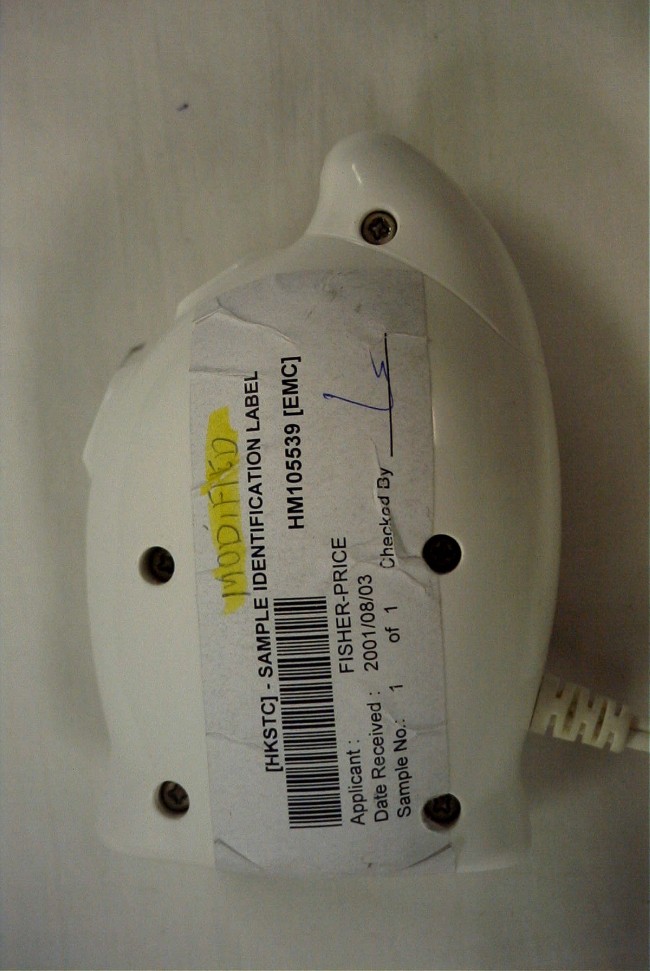 MODIFIED
[HKSTC] - SAMPLE IDENTIFICATION LABEL
HM105539 [EMC]
Applicant : FISHER-PRICE
Date Received : 2001/08/03
Sample No.: 1 of 1 Checked By